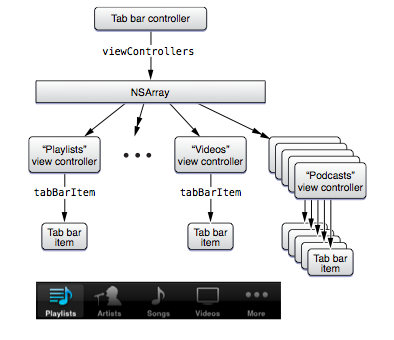 Tab bar controller
viewControllers
NSArray
“Playlists”
view controller
“Videos”
view controller
“Podcasts”
view controller
tabBarItem
tabBarItem
Tab bar
item
Tab bar
item
Tab bar
item
Playlists
Artists
Songs
Videos
More